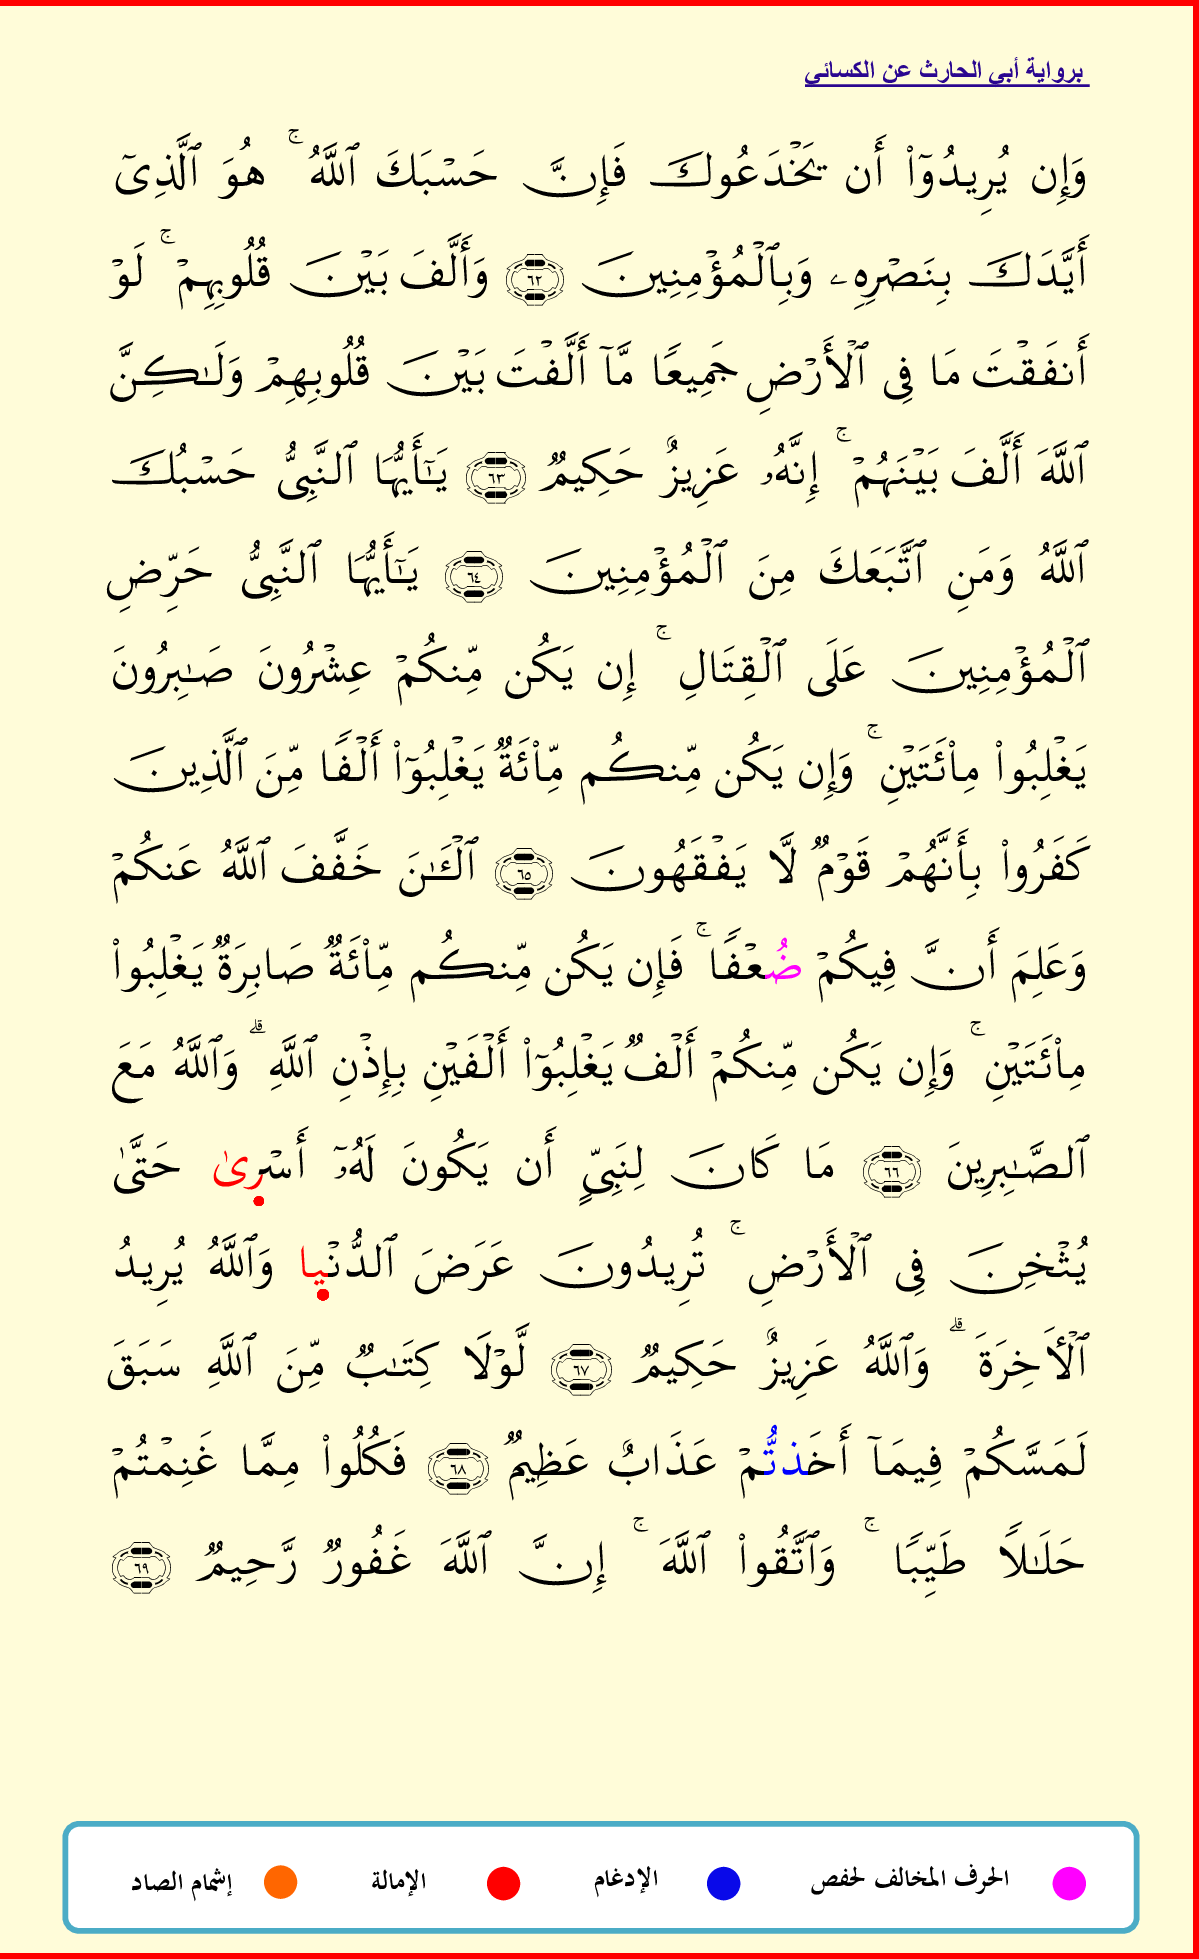 برواية أبي الحارث عن الكسائي
وَإِن يُرِيدُوٓا۟ أَن يَخْدَعُوكَ فَإِنَّ حَسْبَكَ ٱللَّهُ ۚ هُوَ ٱلَّذِىٓ
أَيَّدَكَ بِنَصْرِهِۦ وَبِٱلْمُؤْمِنِينَ ٦٢ وَأَلَّفَ بَيْنَ قُلُوبِهِمْ ۚ لَوْ
أَنفَقْتَ مَا فِى ٱلْأَرْضِ جَمِيعًا مَّآ أَلَّفْتَ بَيْنَ قُلُوبِهِمْ وَلَـٰكِنَّ
ٱللَّهَ أَلَّفَ بَيْنَهُمْ ۚ إِنَّهُۥ عَزِيزٌ حَكِيمٌ ٦٣ يَـٰٓأَيُّهَا ٱلنَّبِىُّ حَسْبُكَ
ٱللَّهُ وَمَنِ ٱتَّبَعَكَ مِنَ ٱلْمُؤْمِنِينَ ٦٤ يَـٰٓأَيُّهَا ٱلنَّبِىُّ حَرِّضِ
ٱلْمُؤْمِنِينَ عَلَى ٱلْقِتَالِ ۚ إِن يَكُن مِّنكُمْ عِشْرُونَ صَـٰبِرُونَ
يَغْلِبُوا۟ مِا۟ئَتَيْنِ ۚ وَإِن يَكُن مِّنكُم مِّا۟ئَةٌ يَغْلِبُوٓا۟ أَلْفًا مِّنَ ٱلَّذِينَ
كَفَرُوا۟ بِأَنَّهُمْ قَوْمٌ لَّا يَفْقَهُونَ ٦٥ ٱلْـَٔـٰنَ خَفَّفَ ٱللَّهُ عَنكُمْ
وَعَلِمَ أَنَّ فِيكُمْ ضُعْفًا ۚ فَإِن يَكُن مِّنكُم مِّا۟ئَةٌ صَابِرَةٌ يَغْلِبُوا۟
مِا۟ئَتَيْنِ ۚ وَإِن يَكُن مِّنكُمْ أَلْفٌ يَغْلِبُوٓا۟ أَلْفَيْنِ بِإِذْنِ ٱللَّهِ ۗ وَٱللَّهُ مَعَ
ٱلصَّـٰبِرِينَ ٦٦ مَا كَانَ لِنَبِىٍّ أَن يَكُونَ لَهُۥٓ أَسْرِىٰ حَتَّىٰ
يُثْخِنَ فِى ٱلْأَرْضِ ۚ تُرِيدُونَ عَرَضَ ٱلدُّنْيا وَٱللَّهُ يُرِيدُ
ٱلْأَخِرَةَ ۗ وَٱللَّهُ عَزِيزٌ حَكِيمٌ ٦٧ لَّوْلَا كِتَـٰبٌ مِّنَ ٱللَّهِ سَبَقَ
لَمَسَّكُمْ فِيمَآ أَخَذتُّمْ عَذَابٌ عَظِيمٌ ٦٨ فَكُلُوا۟ مِمَّا غَنِمْتُمْ
حَلَـٰلًا طَيِّبًا ۚ وَٱتَّقُوا۟ ٱللَّهَ ۚ إِنَّ ٱللَّهَ غَفُورٌ رَّحِيمٌ ٦٩
الحرف المخالف لحفص الإدغام الإمالة إشمام الصاد